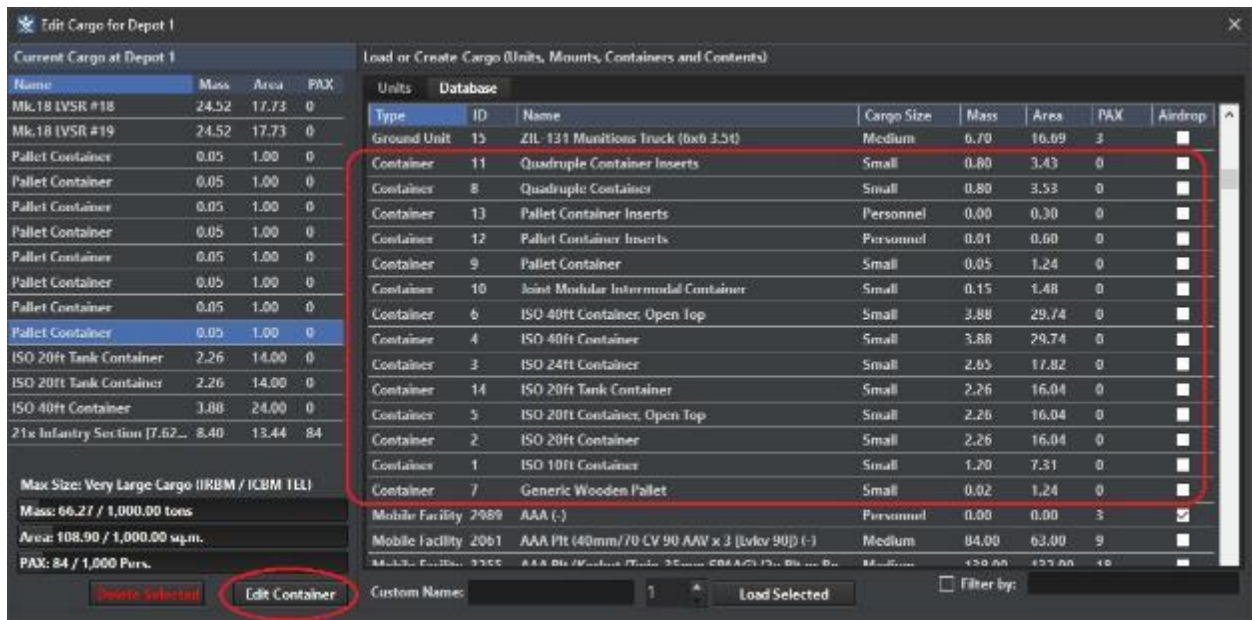 Edit Cargo for Depot 1
Current Cargo at Depot 1
Name Mass Area PAX
Mk.18 LVSR #18 24.52 17.73 0
Mk.18 LVSR #19 24.52 17.73 0
Pallet Container 0.05 1.00 0
Pallet Container 0.05 1.00 0
Pallet Container 0.05 1.00 0
Pallet Container 0.05 1.00 0
Pallet Container 0.05 1.00 0
Pallet Container 0.05 1.00 0
Pallet Container 0.05 1.00 0
Pallet Container 0.05 1.00 0
ISO 20ft Tank Container 2.26 14.00 0
ISO 20ft Tank Container 2.26 14.00 0
ISO 40ft Container 3.88 24.00 0
21x Infantry Section [7.62... 8.40 13.44 84
Max Size: Very Large Cargo (IRBM / ICBM TEL)
Mass: 66.27 / 1,000.00 tons
Area: 108.90 / 1,000.00 sq.m.
PAX: 84 / 1,000 Pers.
Delete Selected
Edit Container
Load or Create Cargo (Units, Mounts, Containers and Contents)
Units Database
Type ID Name Cargo Size Mass Area PAX Airdrop
Ground Unit 15 ZIL-131 Munitions Truck (6x6 3.5t) Medium 6.70 16.69 3
Container 11 Quadruple Container Inserts Small 0.80 3.43 0
Container 8 Quadruple Container Small 0.80 3.53 0
Container 13 Pallet Container Inserts Personnel 0.00 0.30 0
Container 12 Pallet Container Inserts Personnel 0.01 0.60 0
Container 9 Pallet Container Small 0.05 1.24 0
Container 10 Joint Modular Intermodal Container Small 0.15 1.48 0
Container 6 ISO 40ft Container, Open Top Small 3.88 29.74 0
Container 4 ISO 40ft Container Small 3.88 29.74 0
Container 3 ISO 24ft Container Small 2.65 17.82 0
Container 14 ISO 20ft Tank Container Small 2.26 16.04 0
Container 5 ISO 20ft Container, Open Top Small 2.26 16.04 0
Container 2 ISO 20ft Container Small 2.26 16.04 0
Container 1 ISO 10ft Container Small 1.20 7.31 0
Container 7 Generic Wooden Pallet Small 0.02 1.24 0
Mobile Facility 2989 AAA (-) Personnel 0.00 0.00 3
Mobile Facility 2061 AAA Plt (40mm/70 CV 90 AAV x 3 [Lvkv 90]) (-) Medium 84.00 63.00 9
Custom Name: 1 Load Selected Filter by: